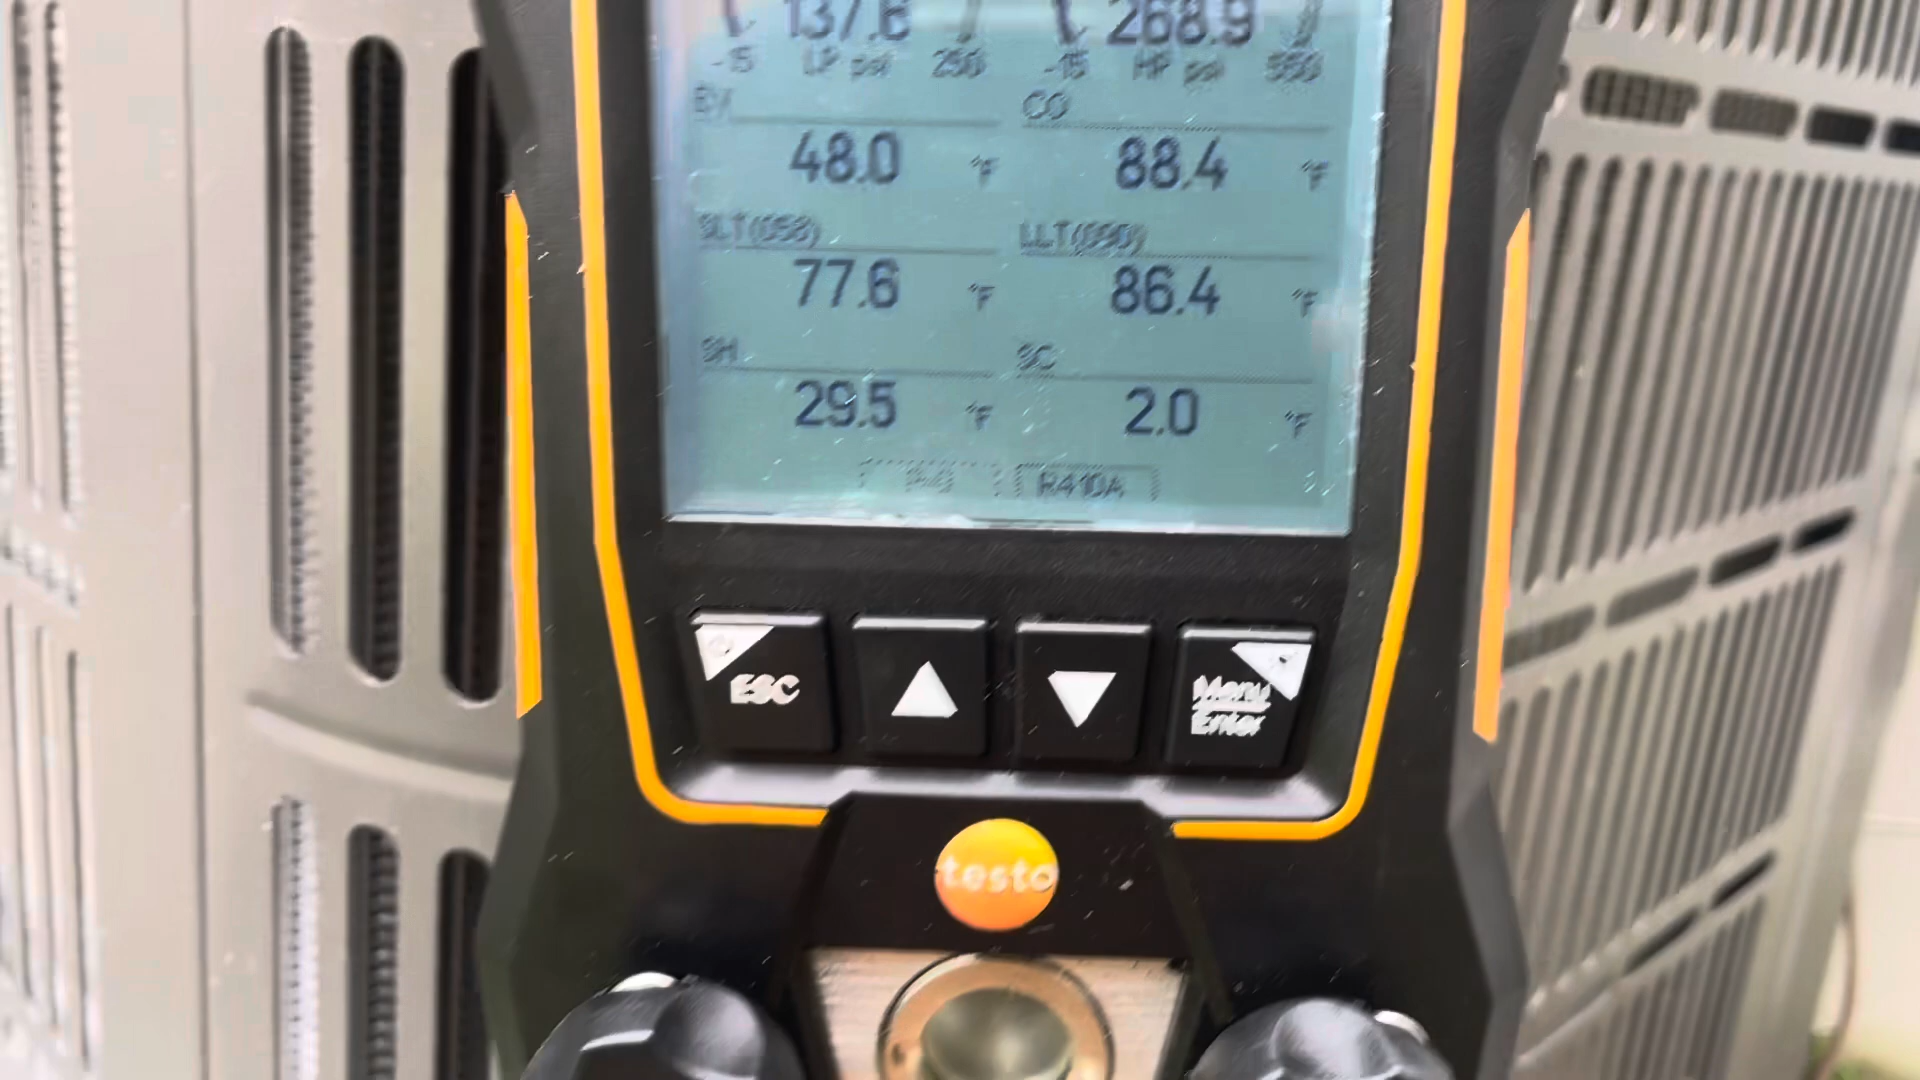 137.6 268.9
-15 LP psi 250 -15 HP psi 550
EV CO
48.0 °F 88.4 °F
SLT(058) LLT(090)
77.6 °F 86.4 °F
SH SC
29.5 °F 2.0 °F
R410A
ESC Menu
Enter
testo